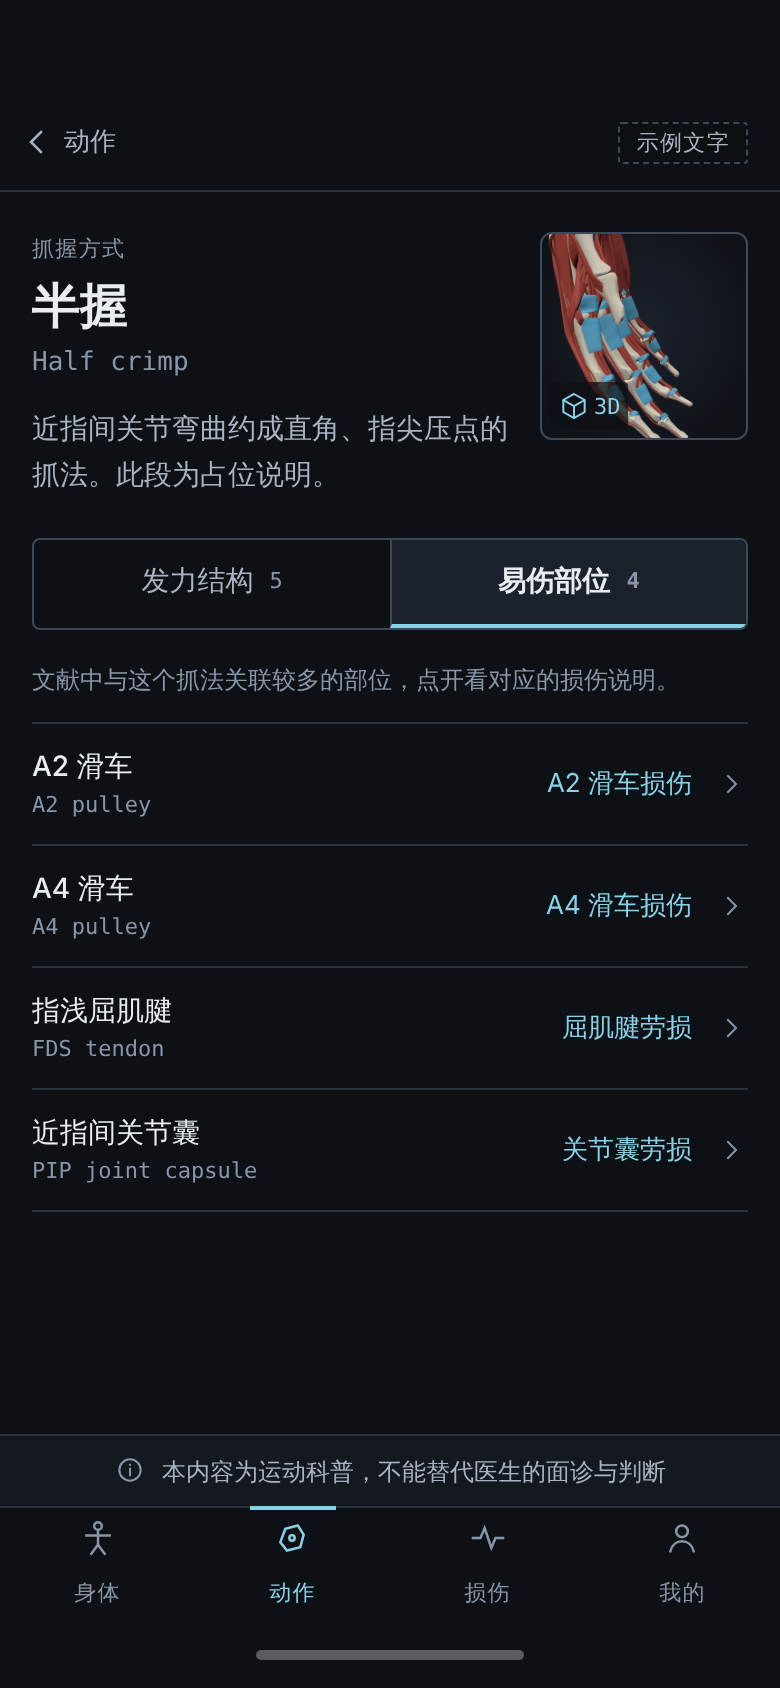 动作
示例文字
抓握方式
半握
Half crimp
近指间关节弯曲约成直角、指尖压点的
抓法。此段为占位说明。
3D
发力结构 5
易伤部位 4
文献中与这个抓法关联较多的部位，点开看对应的损伤说明。
A2 滑车
A2 pulley
A2 滑车损伤
A4 滑车
A4 pulley
A4 滑车损伤
指浅屈肌腱
FDS tendon
屈肌腱劳损
近指间关节囊
PIP joint capsule
关节囊劳损
本内容为运动科普，不能替代医生的面诊与判断
身体
动作
损伤
我的